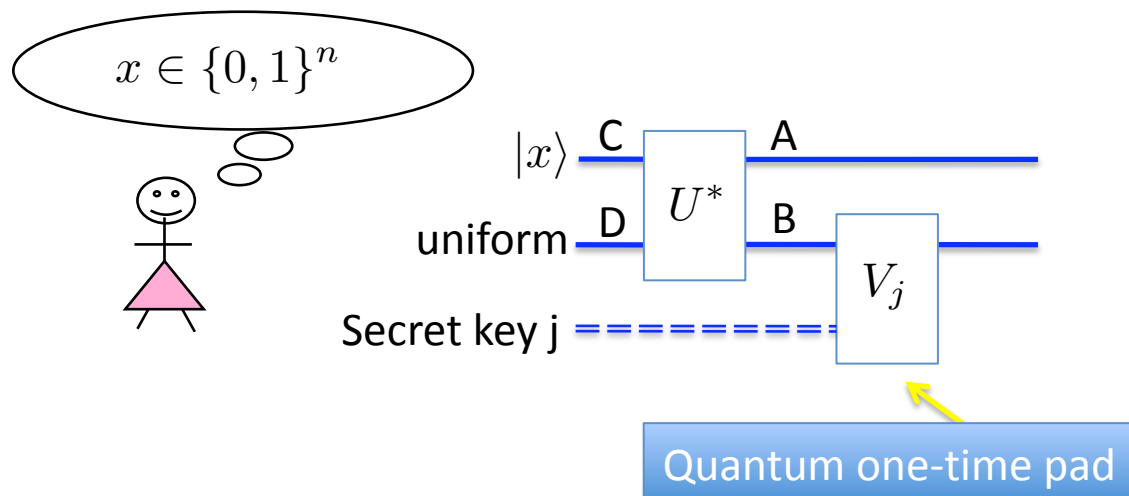 x ∈ {0, 1}^n
|x⟩ C A
U*
uniform D B
V_j
Secret key j
Quantum one-time pad